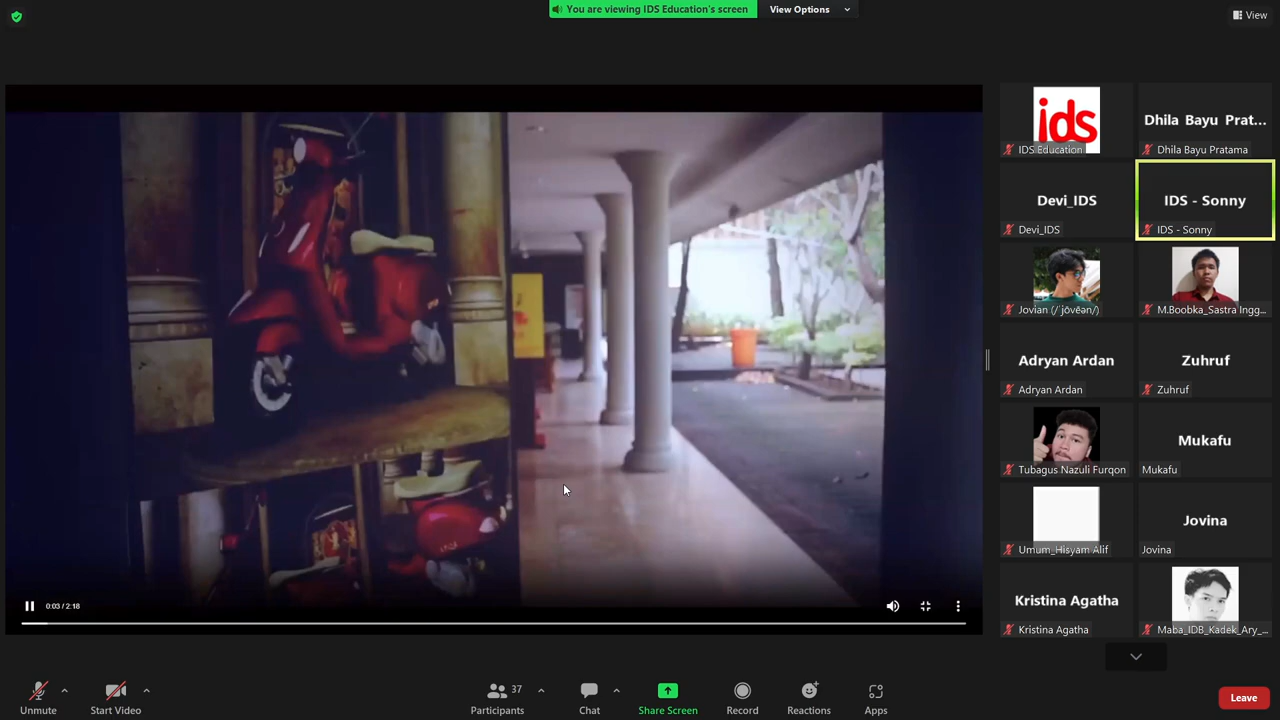 You are viewing IDS Education's screen
View Options
View
ids
IDS Education
Dhila Bayu Prat...
Dhila Bayu Pratama
Devi_IDS
Devi_IDS
IDS - Sonny
IDS - Sonny
Jovian (/ˈjōvēən/)
M.Boobka_Sastra Ingg...
Adryan Ardan
Adryan Ardan
Zuhruf
Zuhruf
Tubagus Nazuli Furqon
Mukafu
Mukafu
Umum_Hisyam Alif
Jovina
Jovina
Kristina Agatha
Kristina Agatha
Maba_IDB_Kadek_Ary_...
0:03 / 2:18
Unmute
Start Video
37
Participants
Chat
Share Screen
Record
Reactions
Apps
Leave